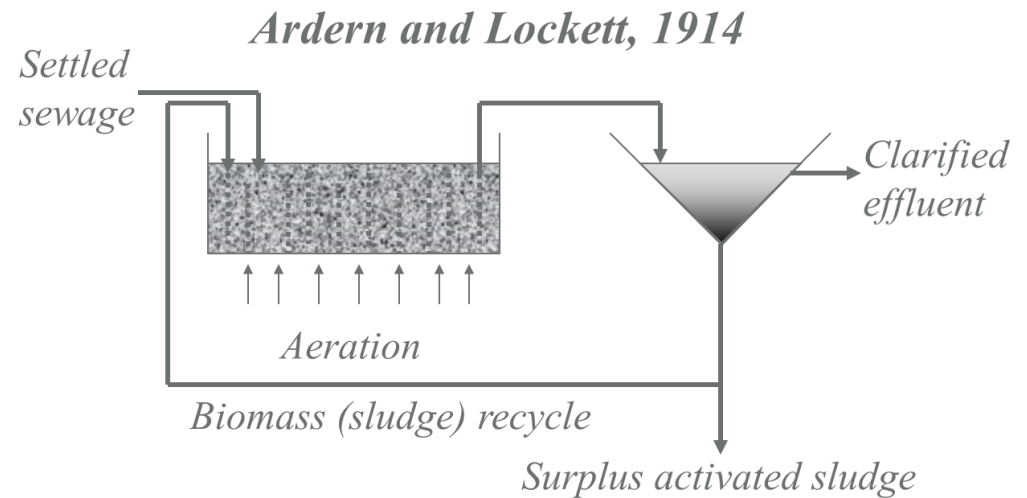 Ardern and Lockett, 1914
Settled
sewage
Clarified
effluent
Aeration
Biomass (sludge) recycle
Surplus activated sludge